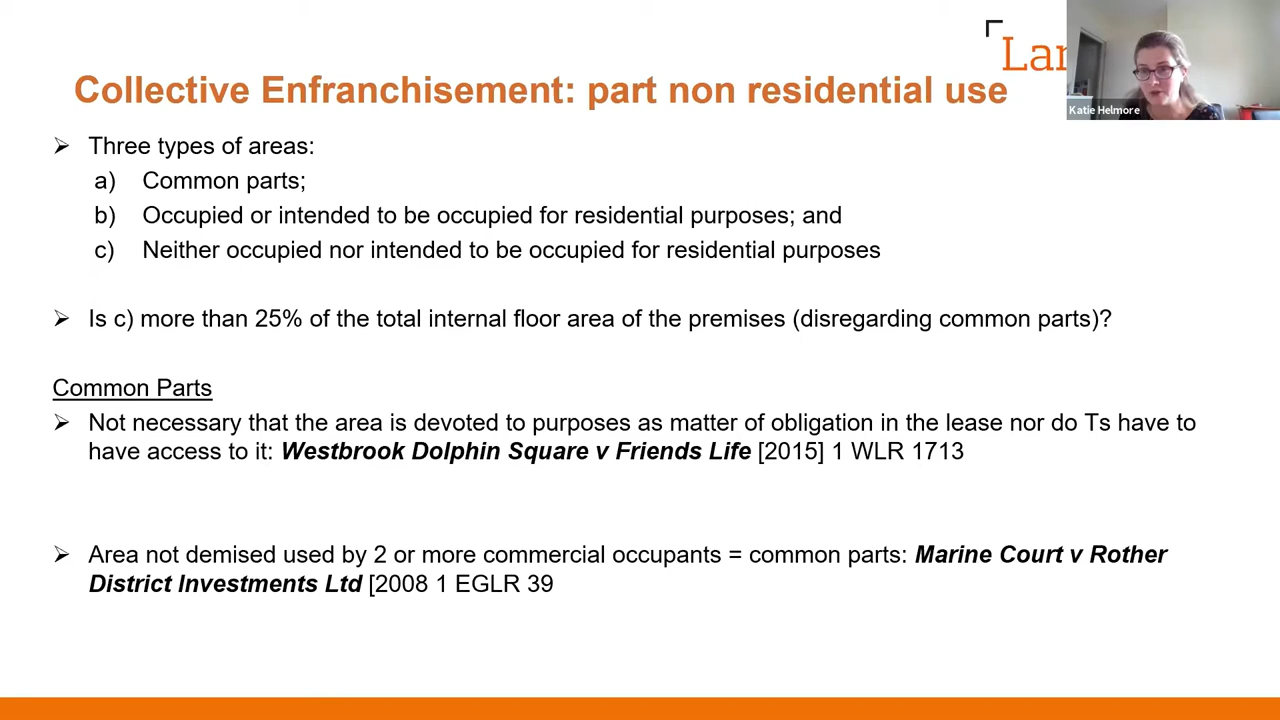 Lan
Katie Helmore
Collective Enfranchisement: part non residential use
➢ Three types of areas:
a) Common parts;
b) Occupied or intended to be occupied for residential purposes; and
c) Neither occupied nor intended to be occupied for residential purposes
➢ Is c) more than 25% of the total internal floor area of the premises (disregarding common parts)?
Common Parts
➢ Not necessary that the area is devoted to purposes as matter of obligation in the lease nor do Ts have to
have access to it: Westbrook Dolphin Square v Friends Life [2015] 1 WLR 1713
➢ Area not demised used by 2 or more commercial occupants = common parts: Marine Court v Rother
District Investments Ltd [2008 1 EGLR 39